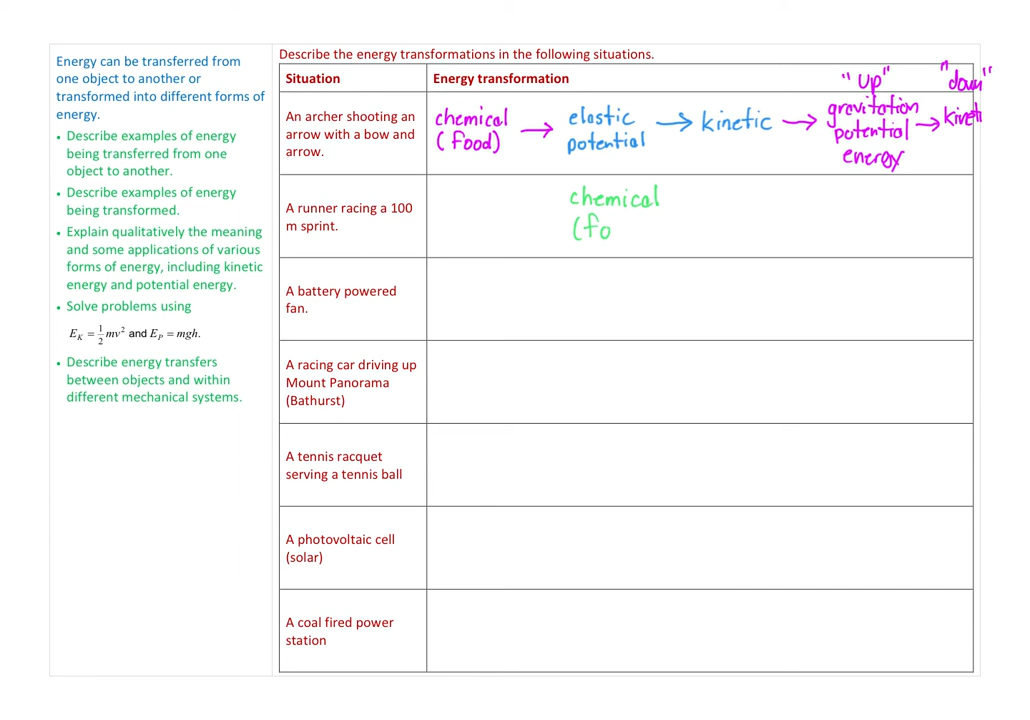 Energy can be transferred from
one object to another or
transformed into different forms of
energy.
• Describe examples of energy
being transferred from one
object to another.
• Describe examples of energy
being transformed.
• Explain qualitatively the meaning
and some applications of various
forms of energy, including kinetic
energy and potential energy.
• Solve problems using
E_K = 1/2 mv² and E_P = mgh.
• Describe energy transfers
between objects and within
different mechanical systems.
Describe the energy transformations in the following situations.
Situation
Energy transformation
An archer shooting an
arrow with a bow and
arrow.
chemical
(food)
→
elastic
potential
→ kinetic →
"up"
gravitation
potential
energy
→
"down"
kineti
A runner racing a 100
m sprint.
chemical
(fo
A battery powered
fan.
A racing car driving up
Mount Panorama
(Bathurst)
A tennis racquet
serving a tennis ball
A photovoltaic cell
(solar)
A coal fired power
station